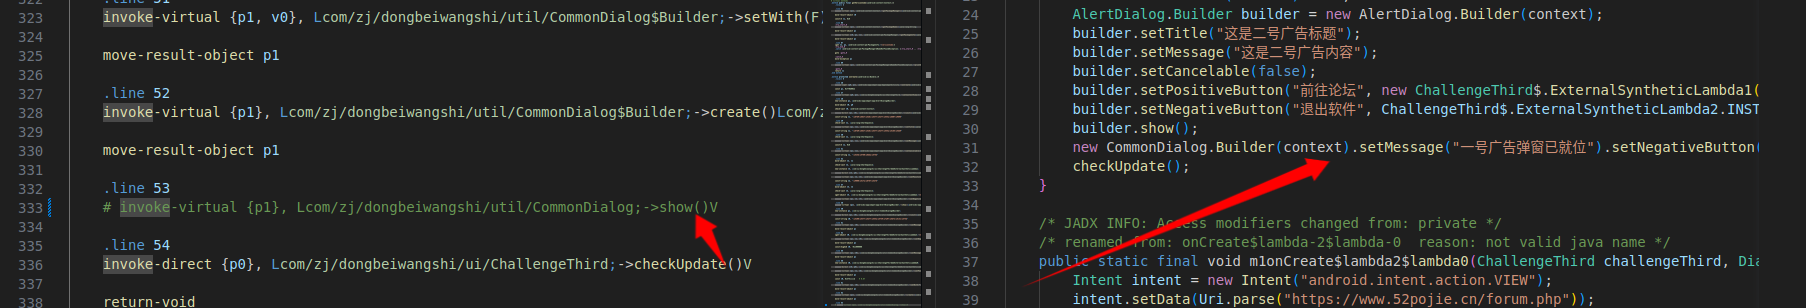 322
.line 51
323 invoke-virtual {p1, v0}, Lcom/zj/dongbeiwangshi/util/CommonDialog$Builder;->setWith(F)
324
325 move-result-object p1
326
327 .line 52
328 invoke-virtual {p1}, Lcom/zj/dongbeiwangshi/util/CommonDialog$Builder;->create()Lcom/z
329
330 move-result-object p1
331
332 .line 53
333 # invoke-virtual {p1}, Lcom/zj/dongbeiwangshi/util/CommonDialog;->show()V
334
335 .line 54
336 invoke-direct {p0}, Lcom/zj/dongbeiwangshi/ui/ChallengeThird;->checkUpdate()V
337
338 return-void
24 AlertDialog.Builder builder = new AlertDialog.Builder(context);
25 builder.setTitle("这是二号广告标题");
26 builder.setMessage("这是二号广告内容");
27 builder.setCancelable(false);
28 builder.setPositiveButton("前往论坛", new ChallengeThird$.ExternalSyntheticLambda1(
29 builder.setNegativeButton("退出软件", ChallengeThird$.ExternalSyntheticLambda2.INST
30 builder.show();
31 new CommonDialog.Builder(context).setMessage("一号广告弹窗已就位").setNegativeButton(
32 checkUpdate();
33 }
34
35 /* JADX INFO: Access modifiers changed from: private */
36 /* renamed from: onCreate$lambda-2$lambda-0 reason: not valid java name */
37 public static final void m1onCreate$lambda2$lambda0(ChallengeThird challengeThird, Dia
38 Intent intent = new Intent("android.intent.action.VIEW");
39 intent.setData(Uri.parse("https://www.52pojie.cn/forum.php"));